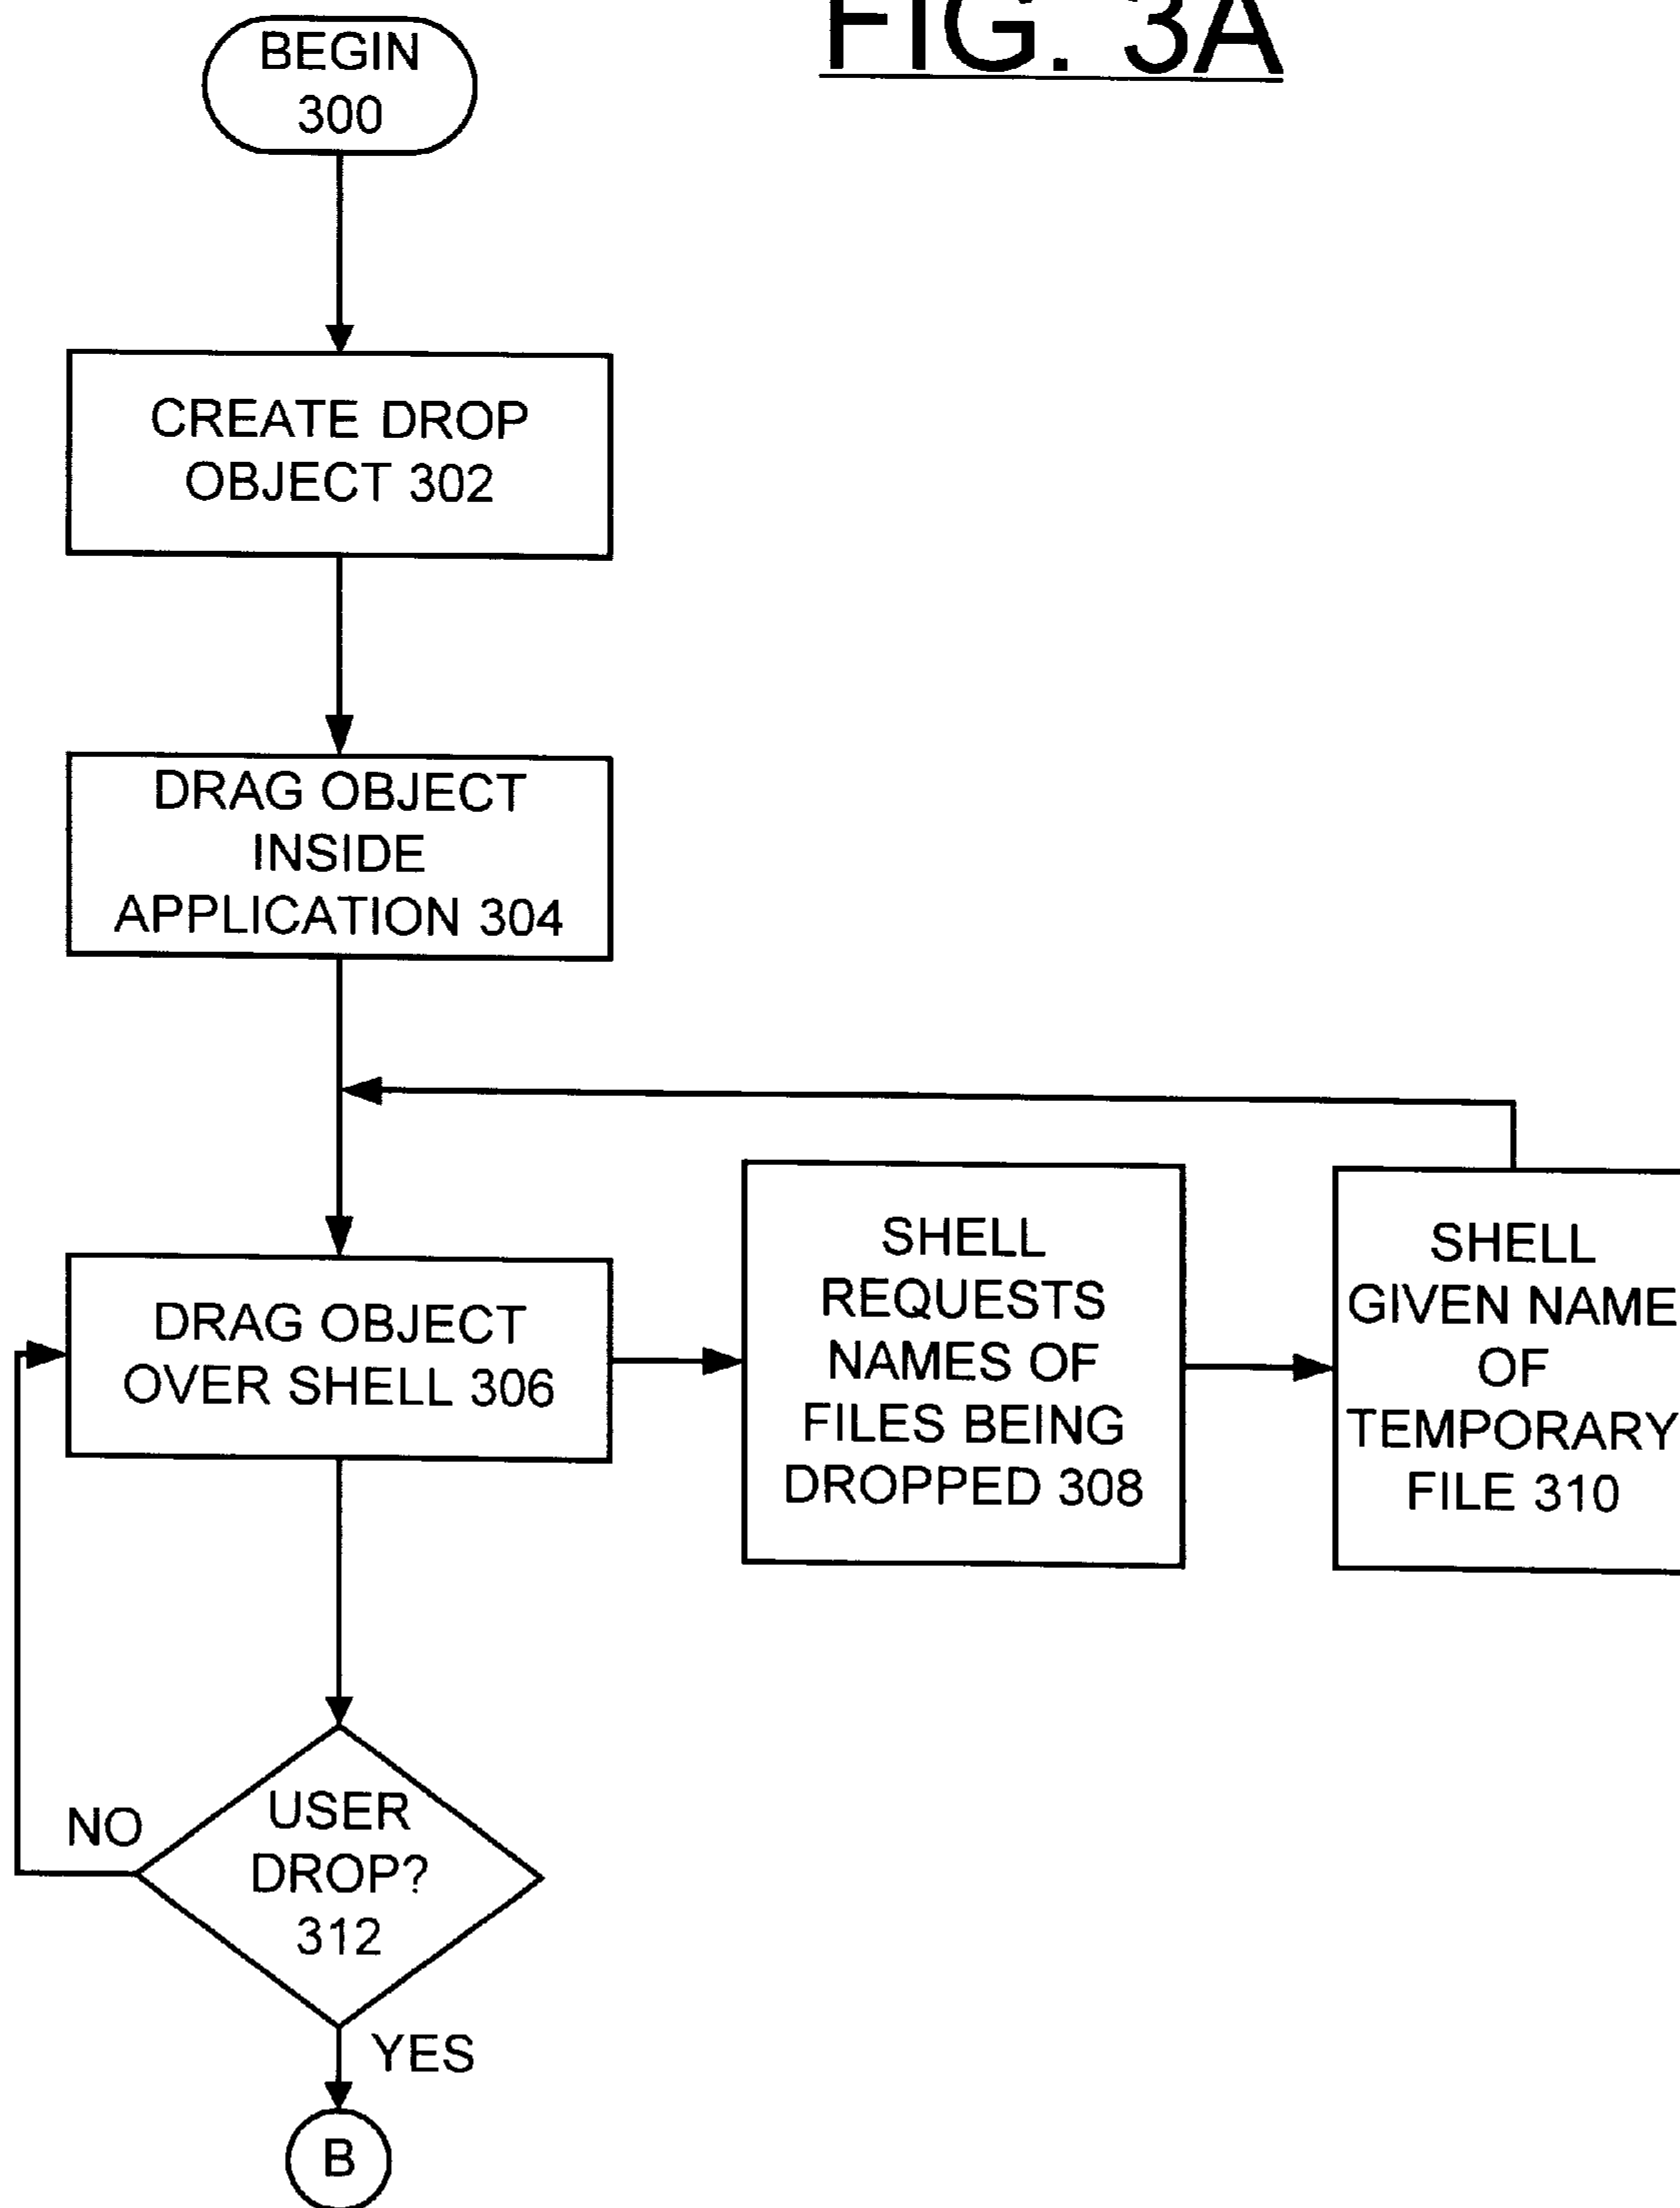 FIG. 3A
BEGIN
300
CREATE DROP
OBJECT 302
DRAG OBJECT
INSIDE
APPLICATION 304
DRAG OBJECT
OVER SHELL 306
SHELL
REQUESTS
NAMES OF
FILES BEING
DROPPED 308
SHELL
GIVEN NAME
OF
TEMPORARY
FILE 310
USER
DROP?
312
NO
YES
B